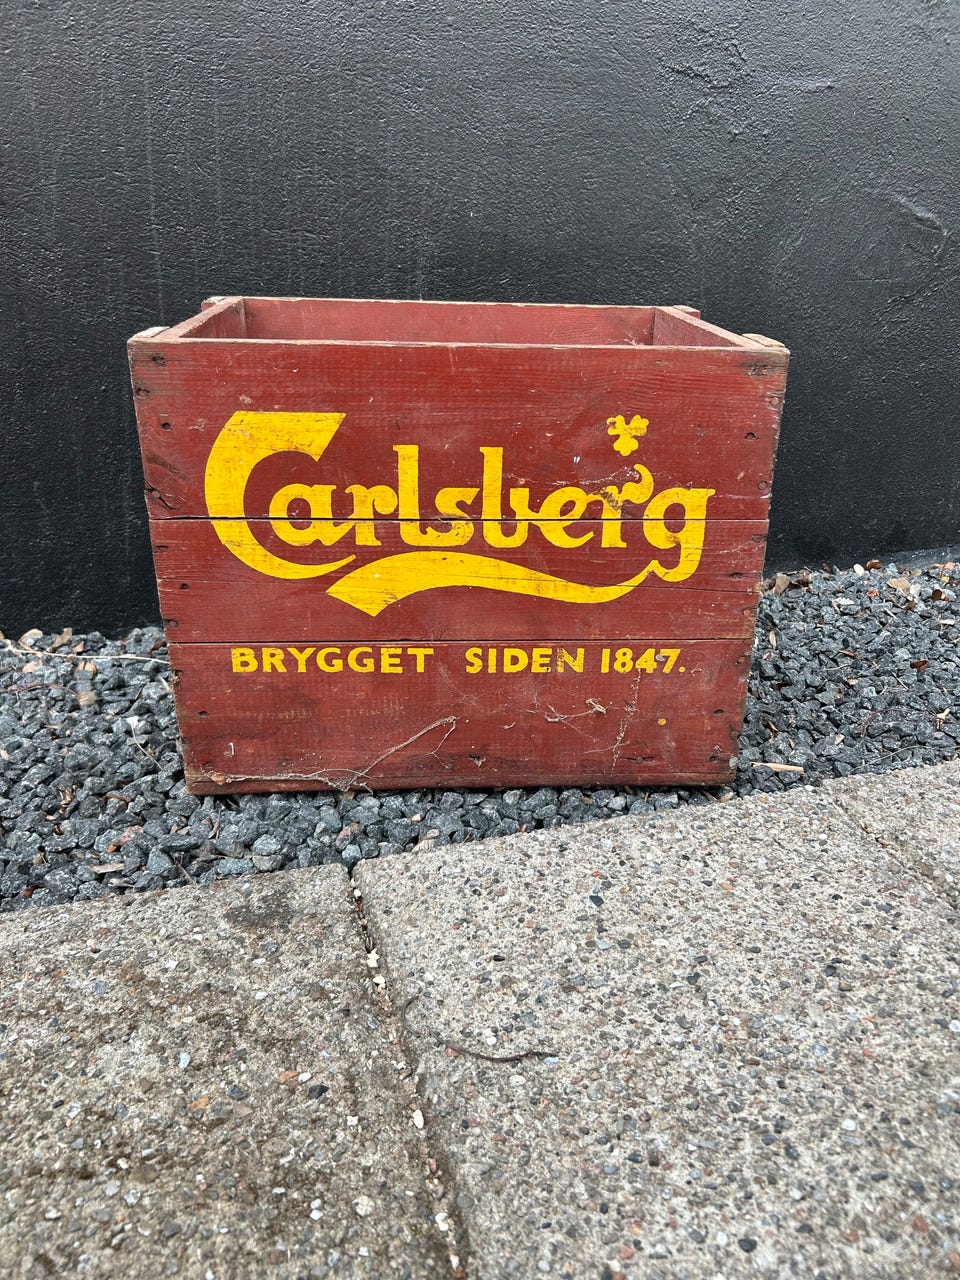 Carlsberg
BRYGGET SIDEN 1847.